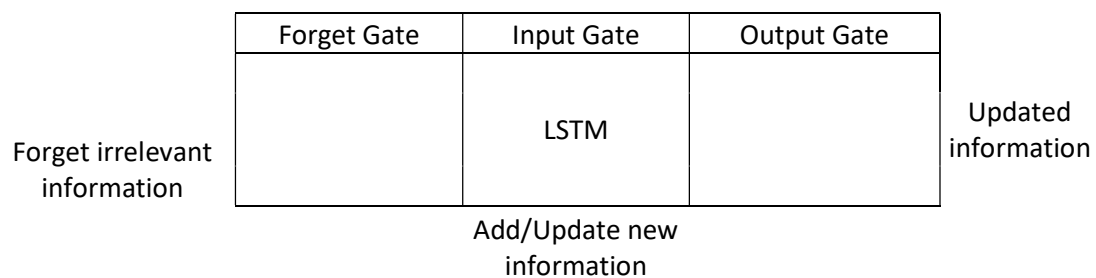 Forget Gate Input Gate Output Gate
LSTM
Forget irrelevant
information
Updated
information
Add/Update new
information